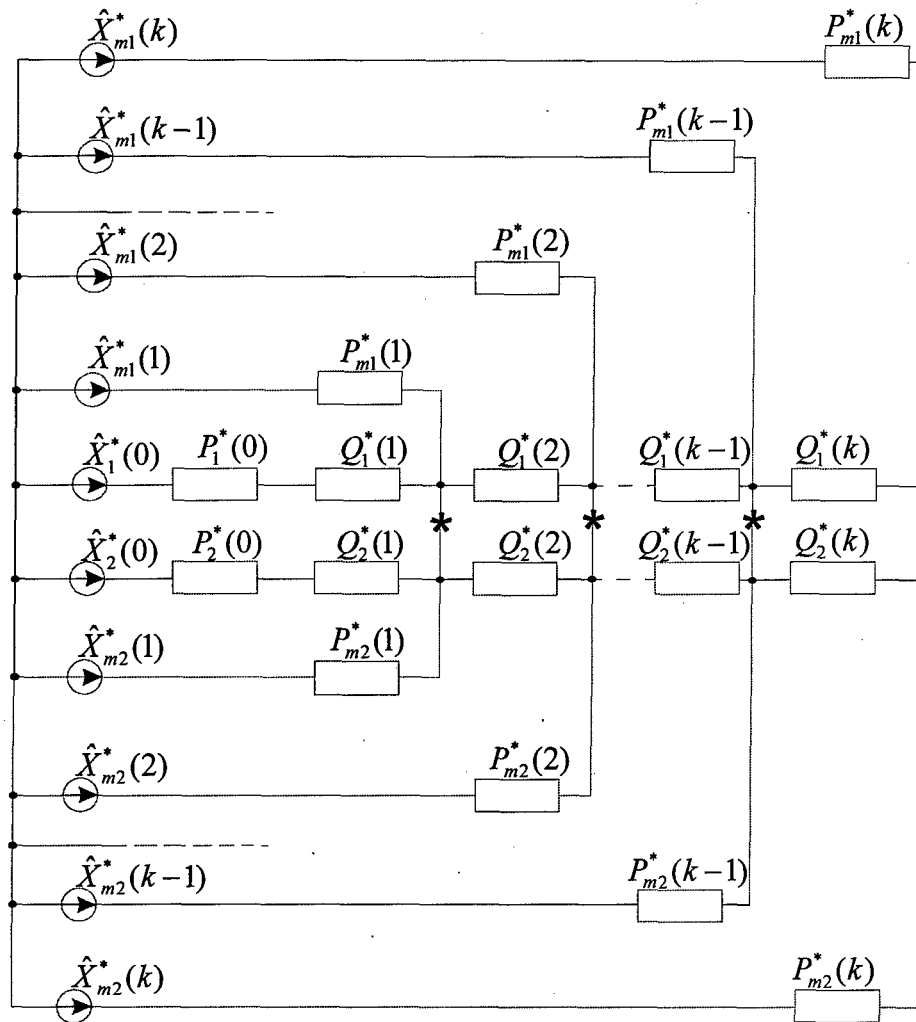 X̂*m1(k) P*m1(k)
X̂*m1(k−1) P*m1(k−1)
X̂*m1(2) P*m1(2)
X̂*m1(1) P*m1(1)
X̂*1(0) P*1(0) Q*1(1) Q*1(2) Q*1(k−1) Q*1(k)
* * *
X̂*2(0) P*2(0) Q*2(1) Q*2(2) Q*2(k−1) Q*2(k)
X̂*m2(1) P*m2(1)
X̂*m2(2) P*m2(2)
X̂*m2(k−1) P*m2(k−1)
X̂*m2(k) P*m2(k)